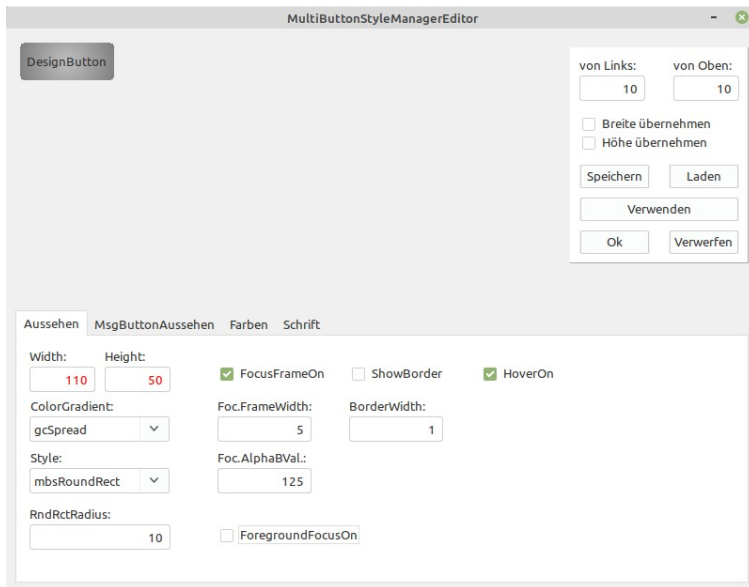 MultiButtonStyleManagerEditor
DesignButton
von Links: von Oben:
10 10
Breite übernehmen
Höhe übernehmen
Speichern Laden
Verwenden
Ok Verwerfen
Aussehen MsgButtonAussehen Farben Schrift
Width: Height:
110 50 FocusFrameOn ShowBorder HoverOn
ColorGradient: Foc.FrameWidth: BorderWidth:
gcSpread 5 1
Style: Foc.AlphaBVal.:
mbsRoundRect 125
RndRctRadius:
10 ForegroundFocusOn